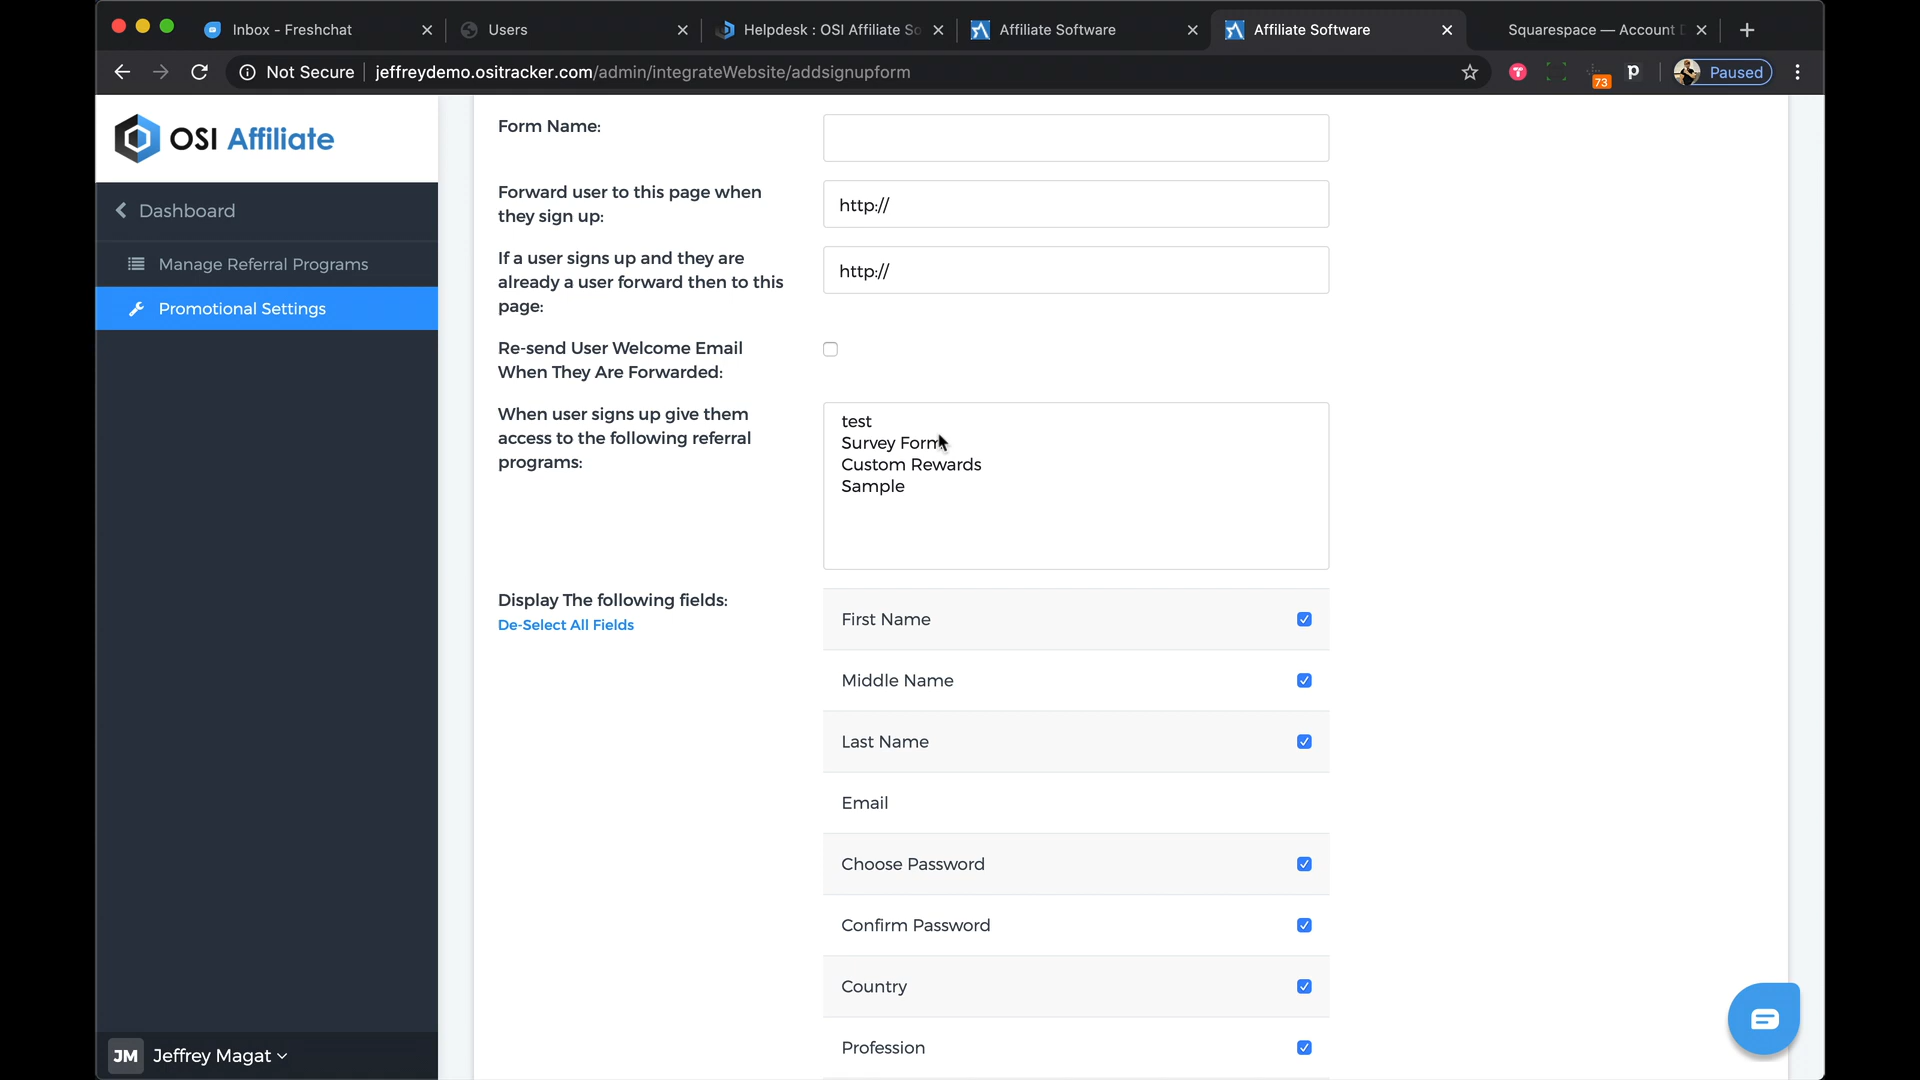 Inbox - Freshchat
Users
Helpdesk : OSI Affiliate So
Affiliate Software
Affiliate Software
Squarespace — Account
Not Secure
jeffreydemo.ositracker.com/admin/integrateWebsite/addsignupform
73
Paused
OSI Affiliate
Dashboard
Manage Referral Programs
Promotional Settings
Form Name:
Forward user to this page when
they sign up:
http://
If a user signs up and they are
already a user forward then to this
page:
http://
Re-send User Welcome Email
When They Are Forwarded:
When user signs up give them
access to the following referral
programs:
test
Survey Form
Custom Rewards
Sample
Display The following fields:
De-Select All Fields
First Name
Middle Name
Last Name
Email
Choose Password
Confirm Password
Country
Profession
JM
Jeffrey Magat